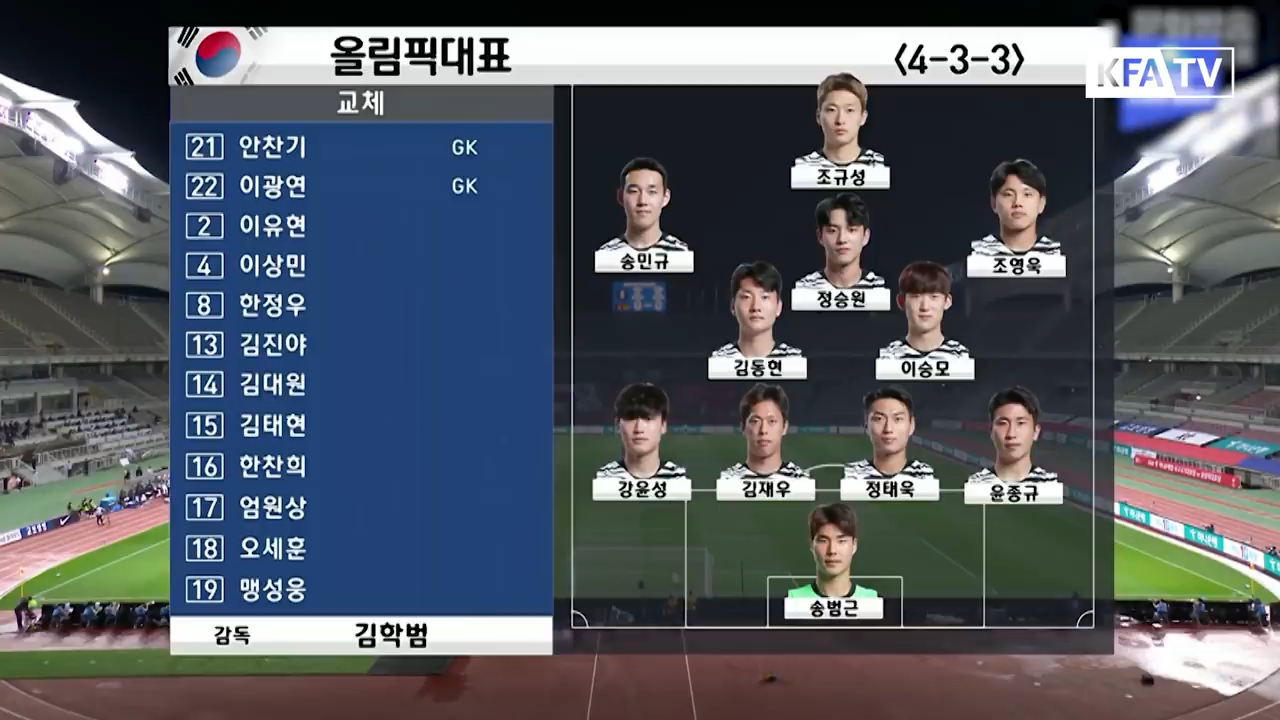 올림픽대표 〈4-3-3〉
KFA TV
교체
21 안찬기 GK
22 이광연 GK
2 이유현
4 이상민
8 한정우
13 김진야
14 김대원
15 김태현
16 한찬희
17 엄원상
18 오세훈
19 맹성웅
감독 김학범
조규성
송민규
조영욱
정승원
김동현
이승모
강윤성
김재우
정태욱
윤종규
송범근